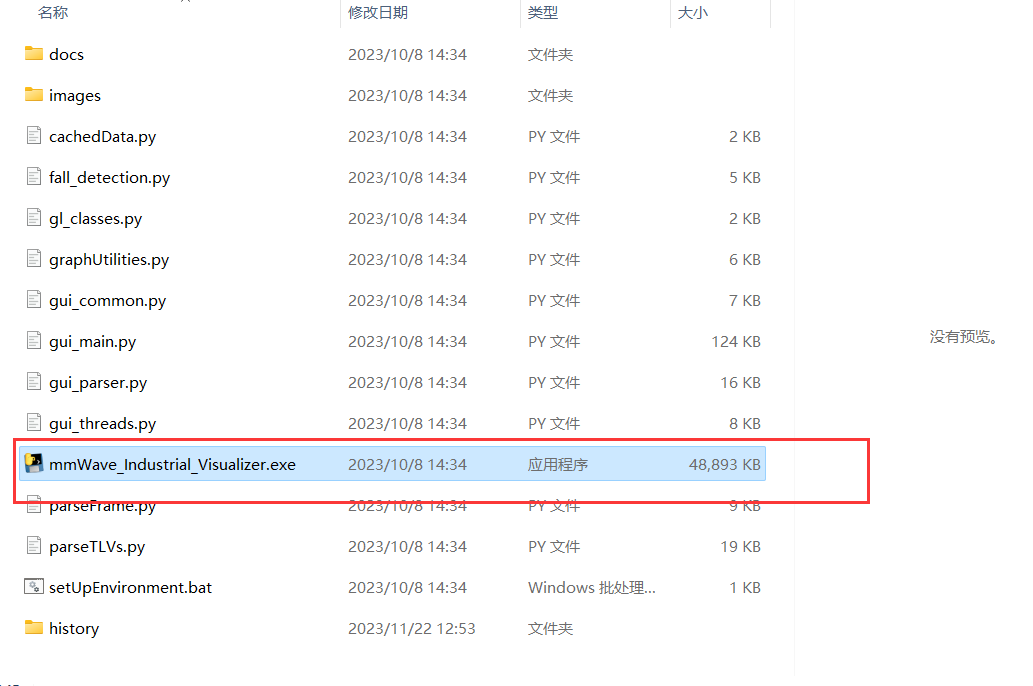 名称 修改日期 类型 大小
docs 2023/10/8 14:34 文件夹
images 2023/10/8 14:34 文件夹
cachedData.py 2023/10/8 14:34 PY 文件 2 KB
fall_detection.py 2023/10/8 14:34 PY 文件 5 KB
gl_classes.py 2023/10/8 14:34 PY 文件 2 KB
graphUtilities.py 2023/10/8 14:34 PY 文件 6 KB
gui_common.py 2023/10/8 14:34 PY 文件 7 KB
gui_main.py 2023/10/8 14:34 PY 文件 124 KB
没有预览。
gui_parser.py 2023/10/8 14:34 PY 文件 16 KB
gui_threads.py 2023/10/8 14:34 PY 文件 8 KB
mmWave_Industrial_Visualizer.exe 2023/10/8 14:34 应用程序 48,893 KB
parseFrame.py 2023/10/8 14:34 PY 文件 9 KB
parseTLVs.py 2023/10/8 14:34 PY 文件 19 KB
setUpEnvironment.bat 2023/10/8 14:34 Windows 批处理... 1 KB
history 2023/11/22 12:53 文件夹